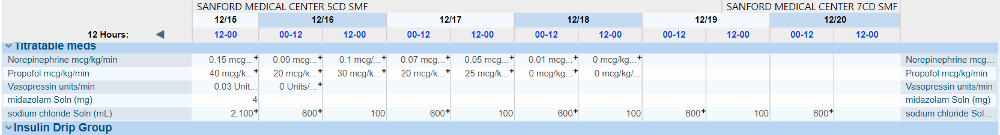 SANFORD MEDICAL CENTER 5CD SMF SANFORD MEDICAL CENTER 7CD SMF
12/15 12/16 12/17 12/18 12/19 12/20
12 Hours: 12-00 00-12 12-00 00-12 12-00 00-12 12-00 00-12 12-00 00-12 12-00
Titratable meds
Norepinephrine mcg/kg/min 0.15 mcg...+ 0.09 mcg...+ 0.1 mcg/...+ 0.07 mcg...+ 0.05 mcg...+ 0.01 mcg...+ 0 mcg/kg...+ Norepinephrine mcg...
Propofol mcg/kg/min 40 mcg/k...+ 20 mcg/k...+ 30 mcg/k...+ 20 mcg/k...+ 25 mcg/k...+ 0 mcg/kg...+ 0 mcg/kg/... Propofol mcg/kg/min
Vasopressin units/min 0.03 Unit... 0 Units/...+ Vasopressin units/min
midazolam Soln (mg) 4 midazolam Soln (mg)
sodium chloride Soln (mL) 2,100+ 600+ 100 600+ 100 600+ 100 600+ 100 600+ sodium chloride Sol...
Insulin Drip Group